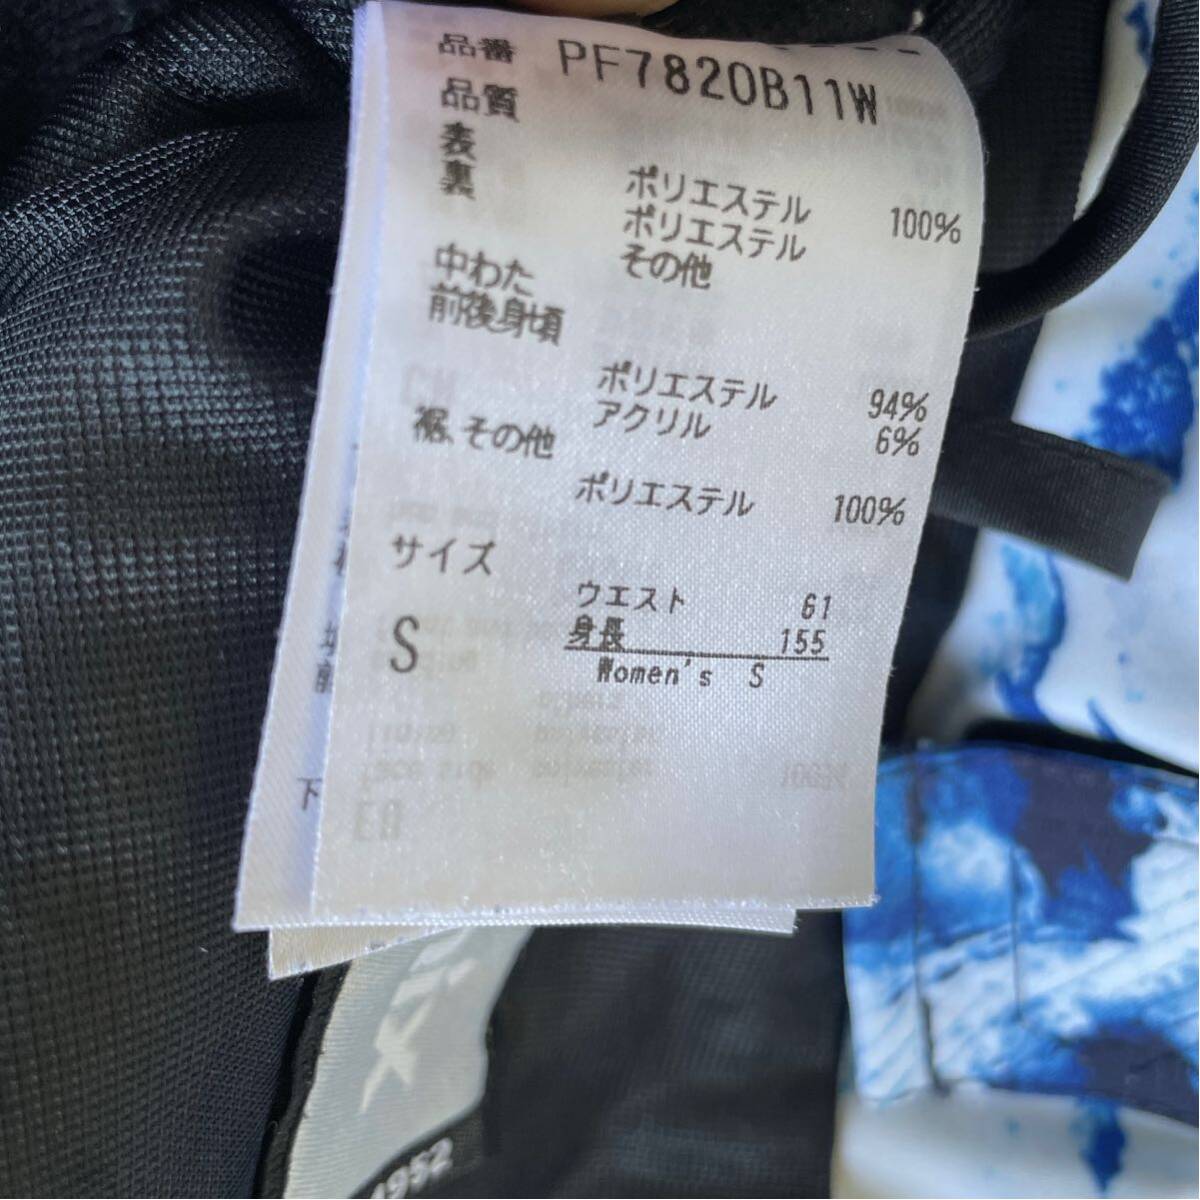 品番 PF7820B11W
品質
表 ポリエステル 100%
裏 ポリエステル
その他
中わた
前後身頃
ポリエステル 94%
アクリル 6%
裾、その他
ポリエステル 100%
サイズ
S
ウエスト 61
身長 155
Women's S
下
1952